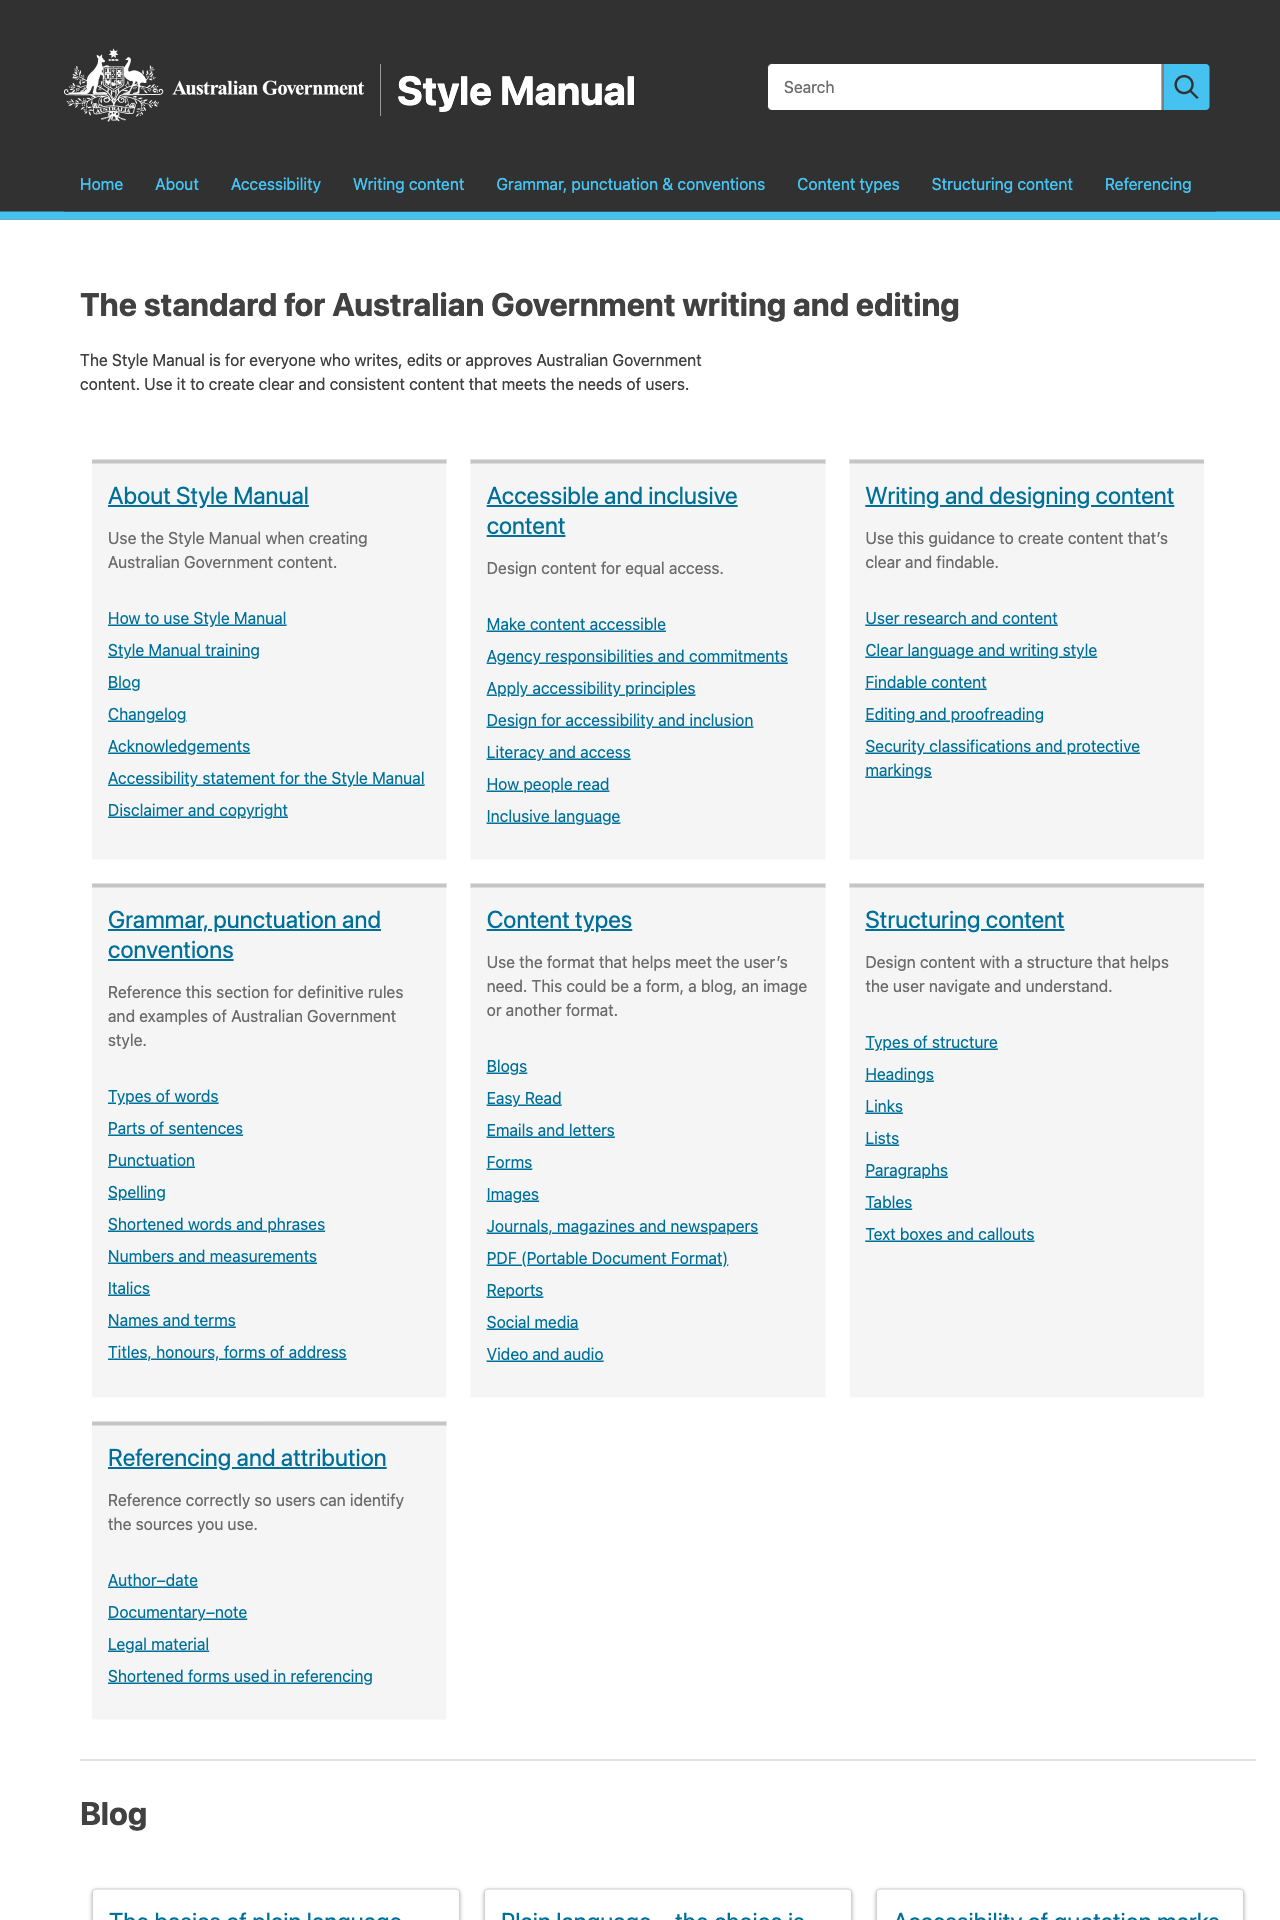 Australian Government
Style Manual
Search
Home
About
Accessibility
Writing content
Grammar, punctuation & conventions
Content types
Structuring content
Referencing
The standard for Australian Government writing and editing
The Style Manual is for everyone who writes, edits or approves Australian Government
content. Use it to create clear and consistent content that meets the needs of users.
About Style Manual
Use the Style Manual when creating
Australian Government content.
How to use Style Manual
Style Manual training
Blog
Changelog
Acknowledgements
Accessibility statement for the Style Manual
Disclaimer and copyright
Accessible and inclusive
content
Design content for equal access.
Make content accessible
Agency responsibilities and commitments
Apply accessibility principles
Design for accessibility and inclusion
Literacy and access
How people read
Inclusive language
Writing and designing content
Use this guidance to create content that’s
clear and findable.
User research and content
Clear language and writing style
Findable content
Editing and proofreading
Security classifications and protective
markings
Grammar, punctuation and
conventions
Reference this section for definitive rules
and examples of Australian Government
style.
Types of words
Parts of sentences
Punctuation
Spelling
Shortened words and phrases
Numbers and measurements
Italics
Names and terms
Titles, honours, forms of address
Content types
Use the format that helps meet the user’s
need. This could be a form, a blog, an image
or another format.
Blogs
Easy Read
Emails and letters
Forms
Images
Journals, magazines and newspapers
PDF (Portable Document Format)
Reports
Social media
Video and audio
Structuring content
Design content with a structure that helps
the user navigate and understand.
Types of structure
Headings
Links
Lists
Paragraphs
Tables
Text boxes and callouts
Referencing and attribution
Reference correctly so users can identify
the sources you use.
Author–date
Documentary–note
Legal material
Shortened forms used in referencing
Blog
The basics of plain language
Plain language – the choice is
Accessibility of quotation marks